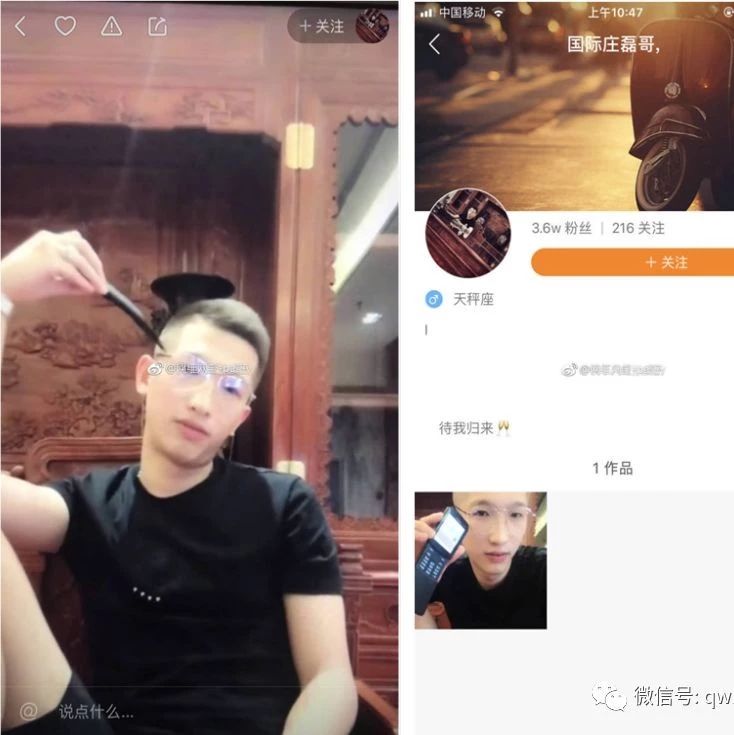 + 关注
@ 说点什么...
中国移动
上午10:47
国际庄磊哥,
3.6w 粉丝 | 216 关注
+ 关注
天秤座
待我归来
1 作品
微信号: qw